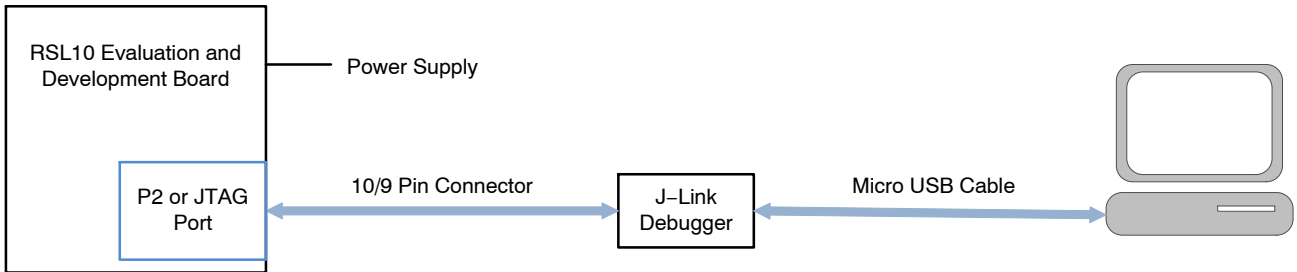 RSL10 Evaluation and
Development Board
Power Supply
P2 or JTAG
Port
10/9 Pin Connector
J−Link
Debugger
Micro USB Cable